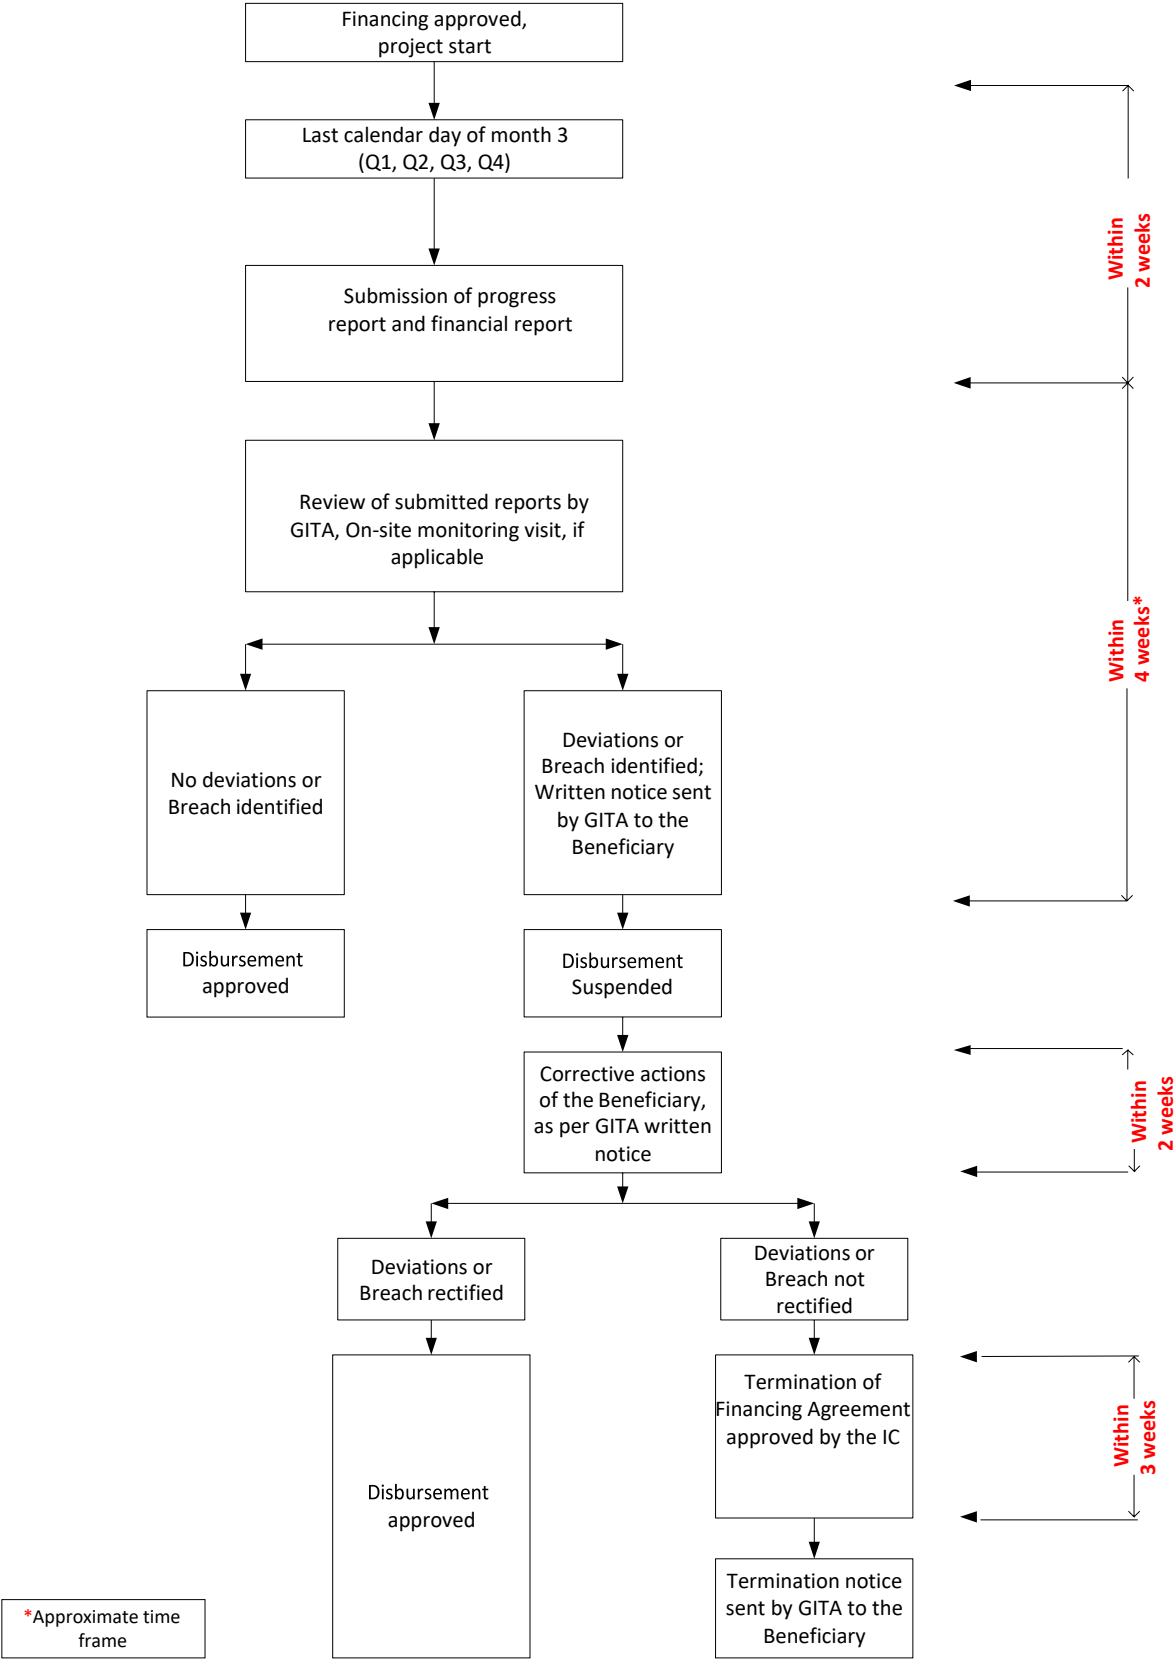 Financing approved,
project start
Last calendar day of month 3
(Q1, Q2, Q3, Q4)
Within
2 weeks
Submission of progress
report and financial report
Review of submitted reports by
GITA, On-site monitoring visit, if
applicable
Within
4 weeks*
No deviations or
Breach identified
Deviations or
Breach identified;
Written notice sent
by GITA to the
Beneficiary
Disbursement
approved
Disbursement
Suspended
Corrective actions
of the Beneficiary,
as per GITA written
notice
Within
2 weeks
Deviations or
Breach rectified
Deviations or
Breach not
rectified
Disbursement
approved
Termination of
Financing Agreement
approved by the IC
Within
3 weeks
Termination notice
sent by GITA to the
Beneficiary
*Approximate time
frame